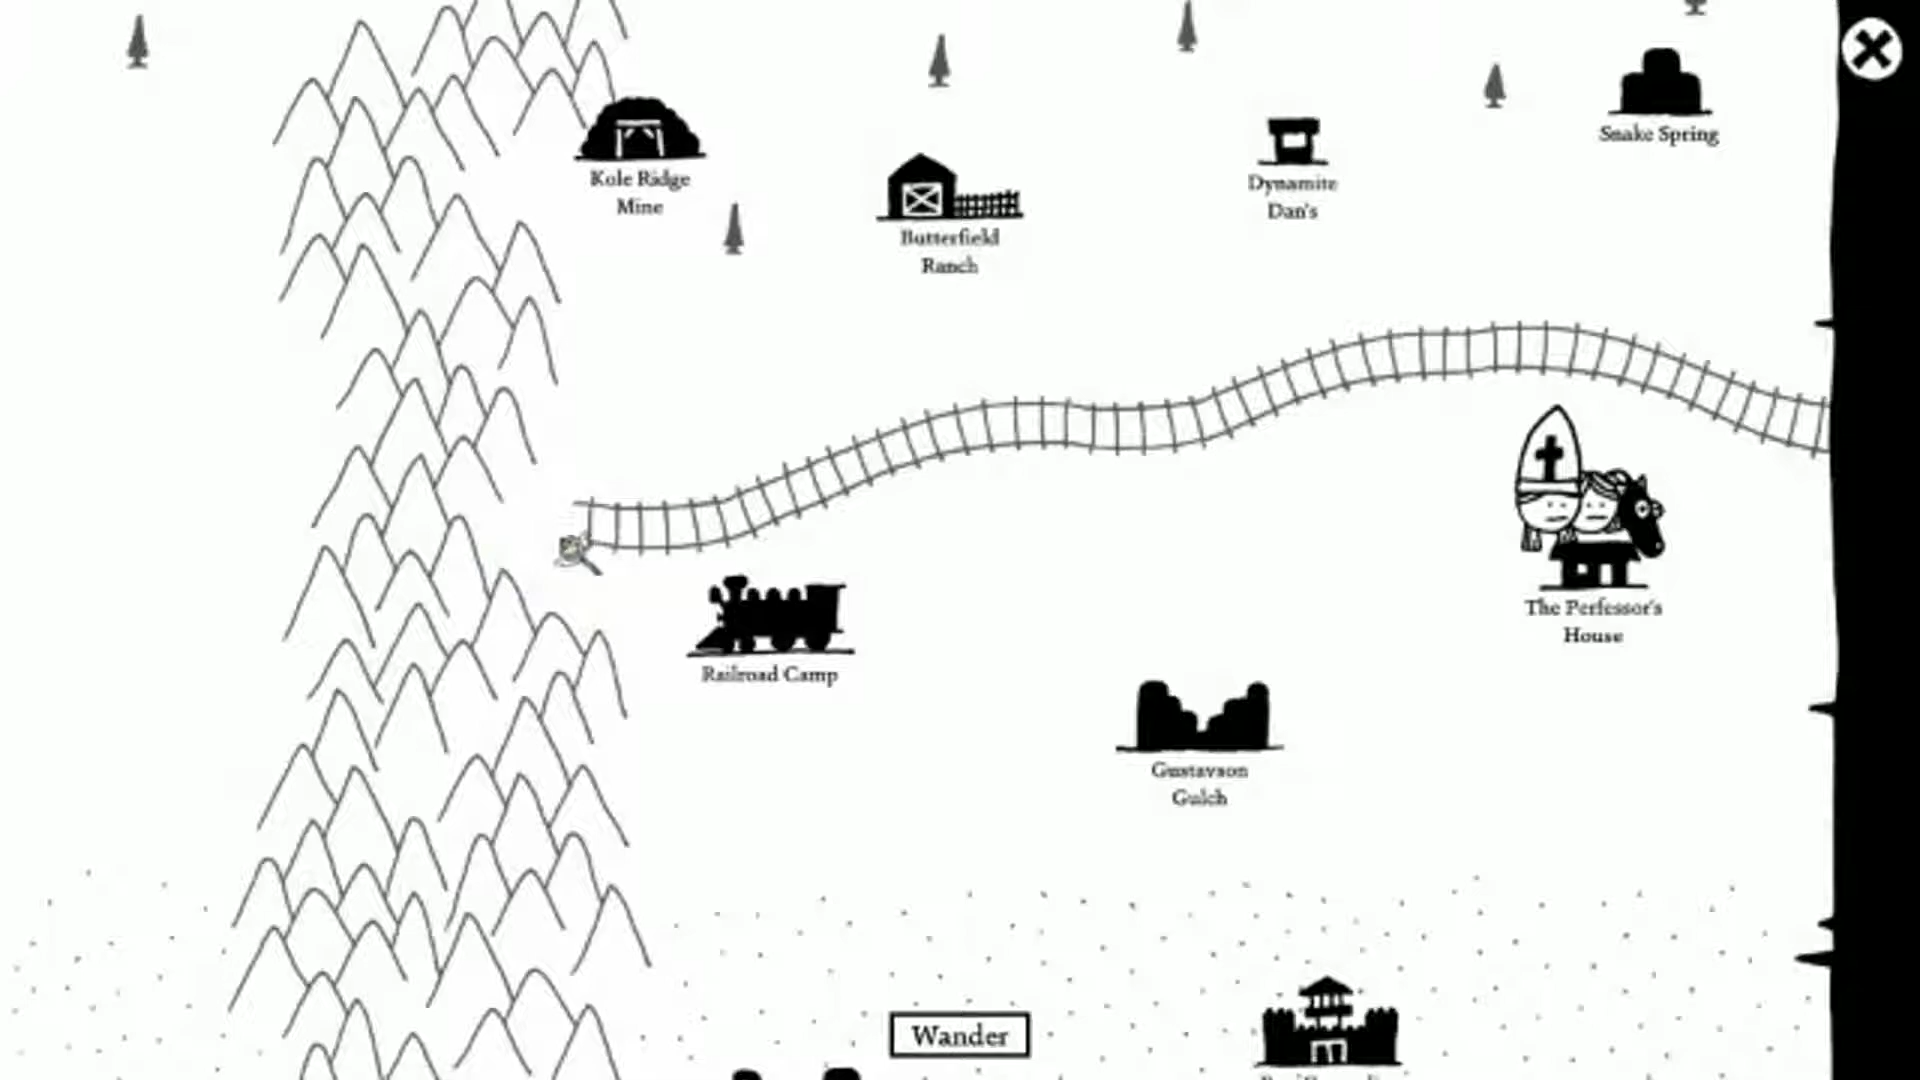 Snake Spring
Kole Ridge
Mine
Dynamite
Dan's
Butterfield
Ranch
The Perfessor's
House
Railroad Camp
Gustavson
Gulch
Wander